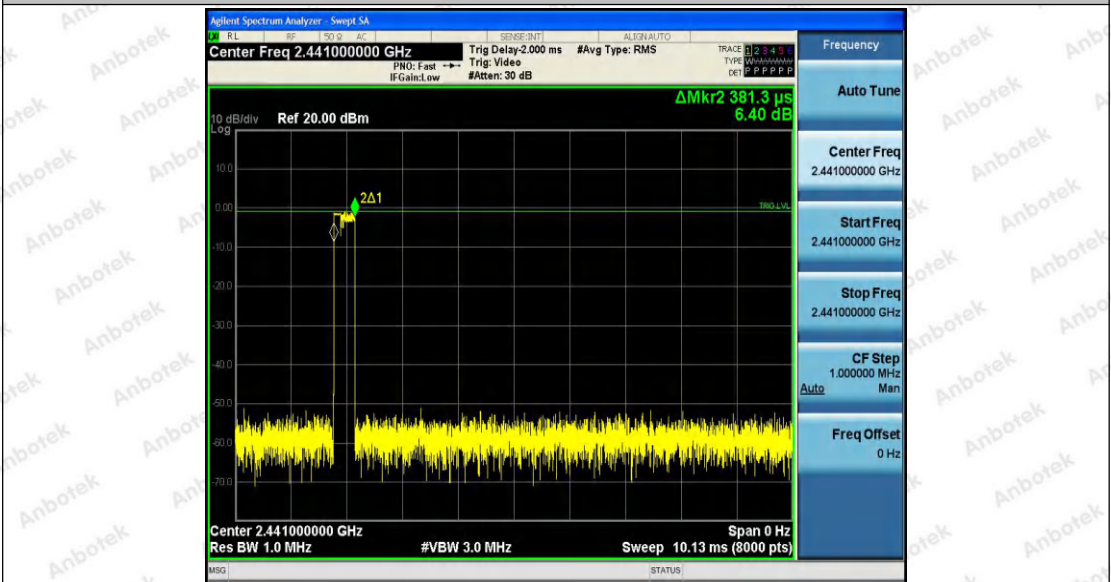 Agilent Spectrum Analyzer - Swept SA
RL RF 50 Ω AC SENSE:INT ALIGN AUTO
Center Freq 2.441000000 GHz
PNO: Fast
IFGain:Low
Trig Delay-2.000 ms
Trig: Video
#Atten: 30 dB
#Avg Type: RMS
TRACE 1 2 3 4 5 6
TYPE
DET P P P P P P
ΔMkr2 381.3 µs
6.40 dB
10 dB/div
Log
Ref 20.00 dBm
10.0
0.00
-10.0
-20.0
-30.0
-40.0
-50.0
-60.0
-70.0
2Δ1
TRIG LVL
Center 2.441000000 GHz
Span 0 Hz
Res BW 1.0 MHz
#VBW 3.0 MHz
Sweep 10.13 ms (8000 pts)
MSG
STATUS
Frequency
Auto Tune
Center Freq
2.441000000 GHz
Start Freq
2.441000000 GHz
Stop Freq
2.441000000 GHz
CF Step
1.000000 MHz
Auto Man
Freq Offset
0 Hz
Anbotek